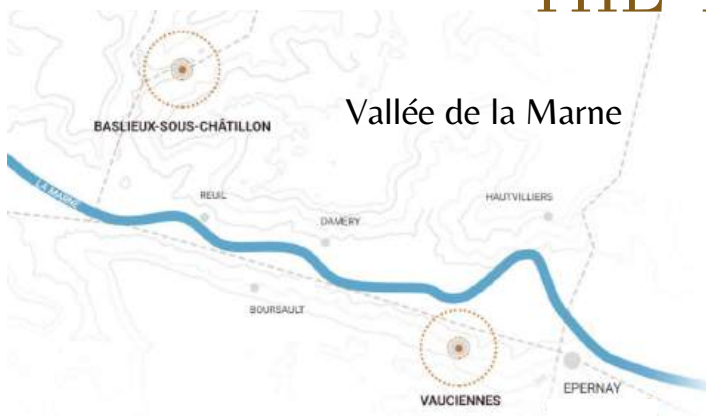 THE
BASLIEUX-SOUS-CHÂTILLON
Vallée de la Marne
LA MARNE
REUIL
HAUTVILLIERS
DAMERY
BOURSAULT
VAUCIENNES
EPERNAY